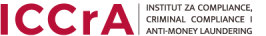 ICCrA
INSTITUT ZA COMPLIANCE,
CRIMINAL COMPLIANCE I
ANTI-MONEY LAUNDERING